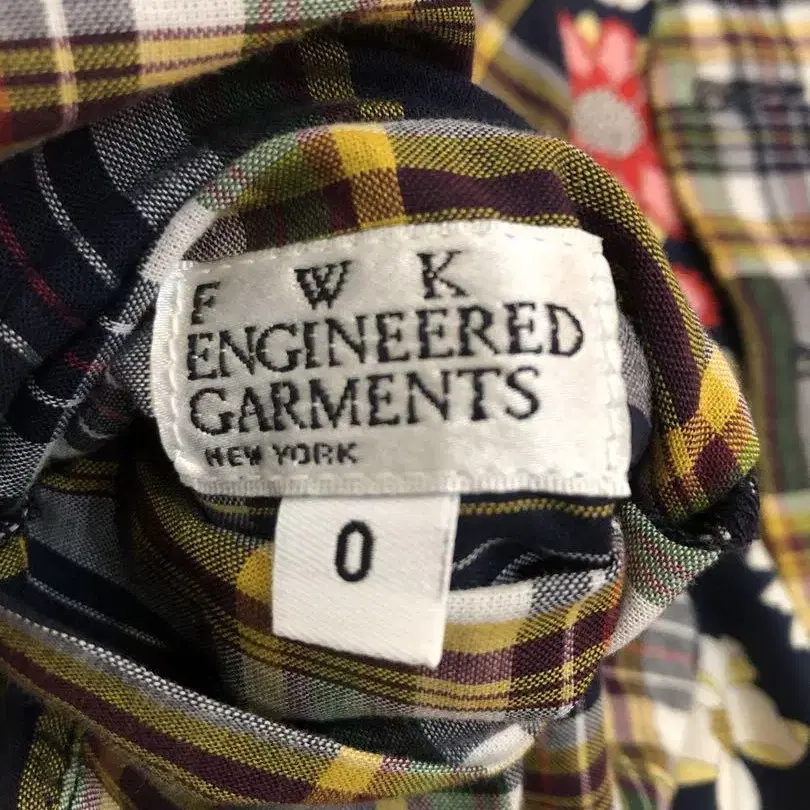 F W K
ENGINEERED
GARMENTS
NEW YORK
0